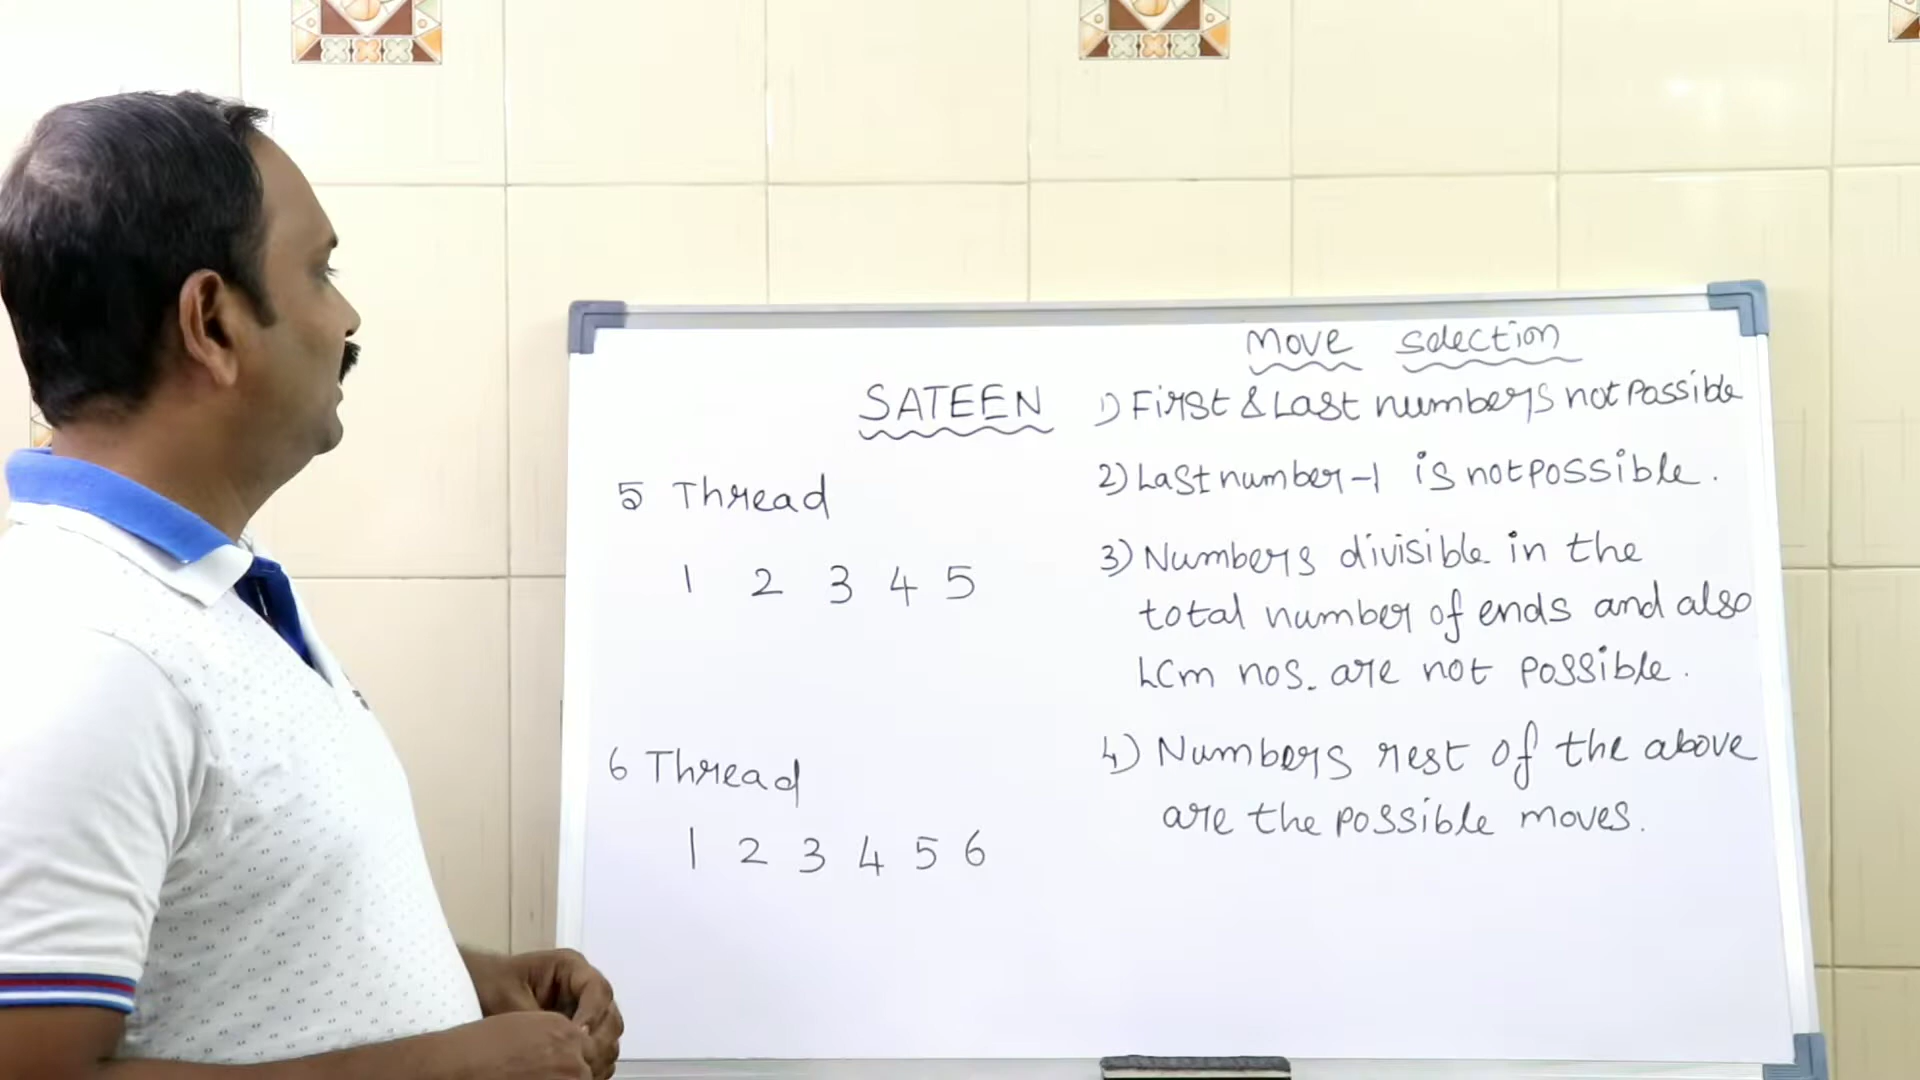 SATEEN
5 Thread
1 2 3 4 5
6 Thread
1 2 3 4 5 6
Move Selection
1) First & Last numbers not Possible
2) Last number-1 is not possible.
3) Numbers divisible in the
total number of ends and also
LCm nos. are not possible.
4) Numbers rest of the above
are the possible moves.